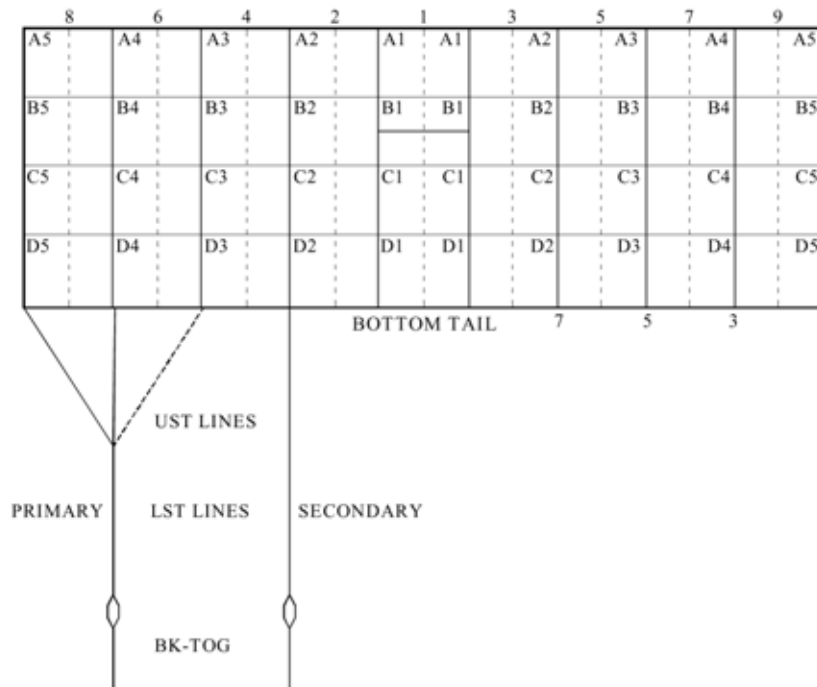 8 6 4 2 1 3 5 7 9
A5 A4 A3 A2 A1 A1 A2 A3 A4 A5
B5 B4 B3 B2 B1 B1 B2 B3 B4 B5
C5 C4 C3 C2 C1 C1 C2 C3 C4 C5
D5 D4 D3 D2 D1 D1 D2 D3 D4 D5
BOTTOM TAIL 7 5 3
UST LINES
PRIMARY LST LINES SECONDARY
BK-TOG